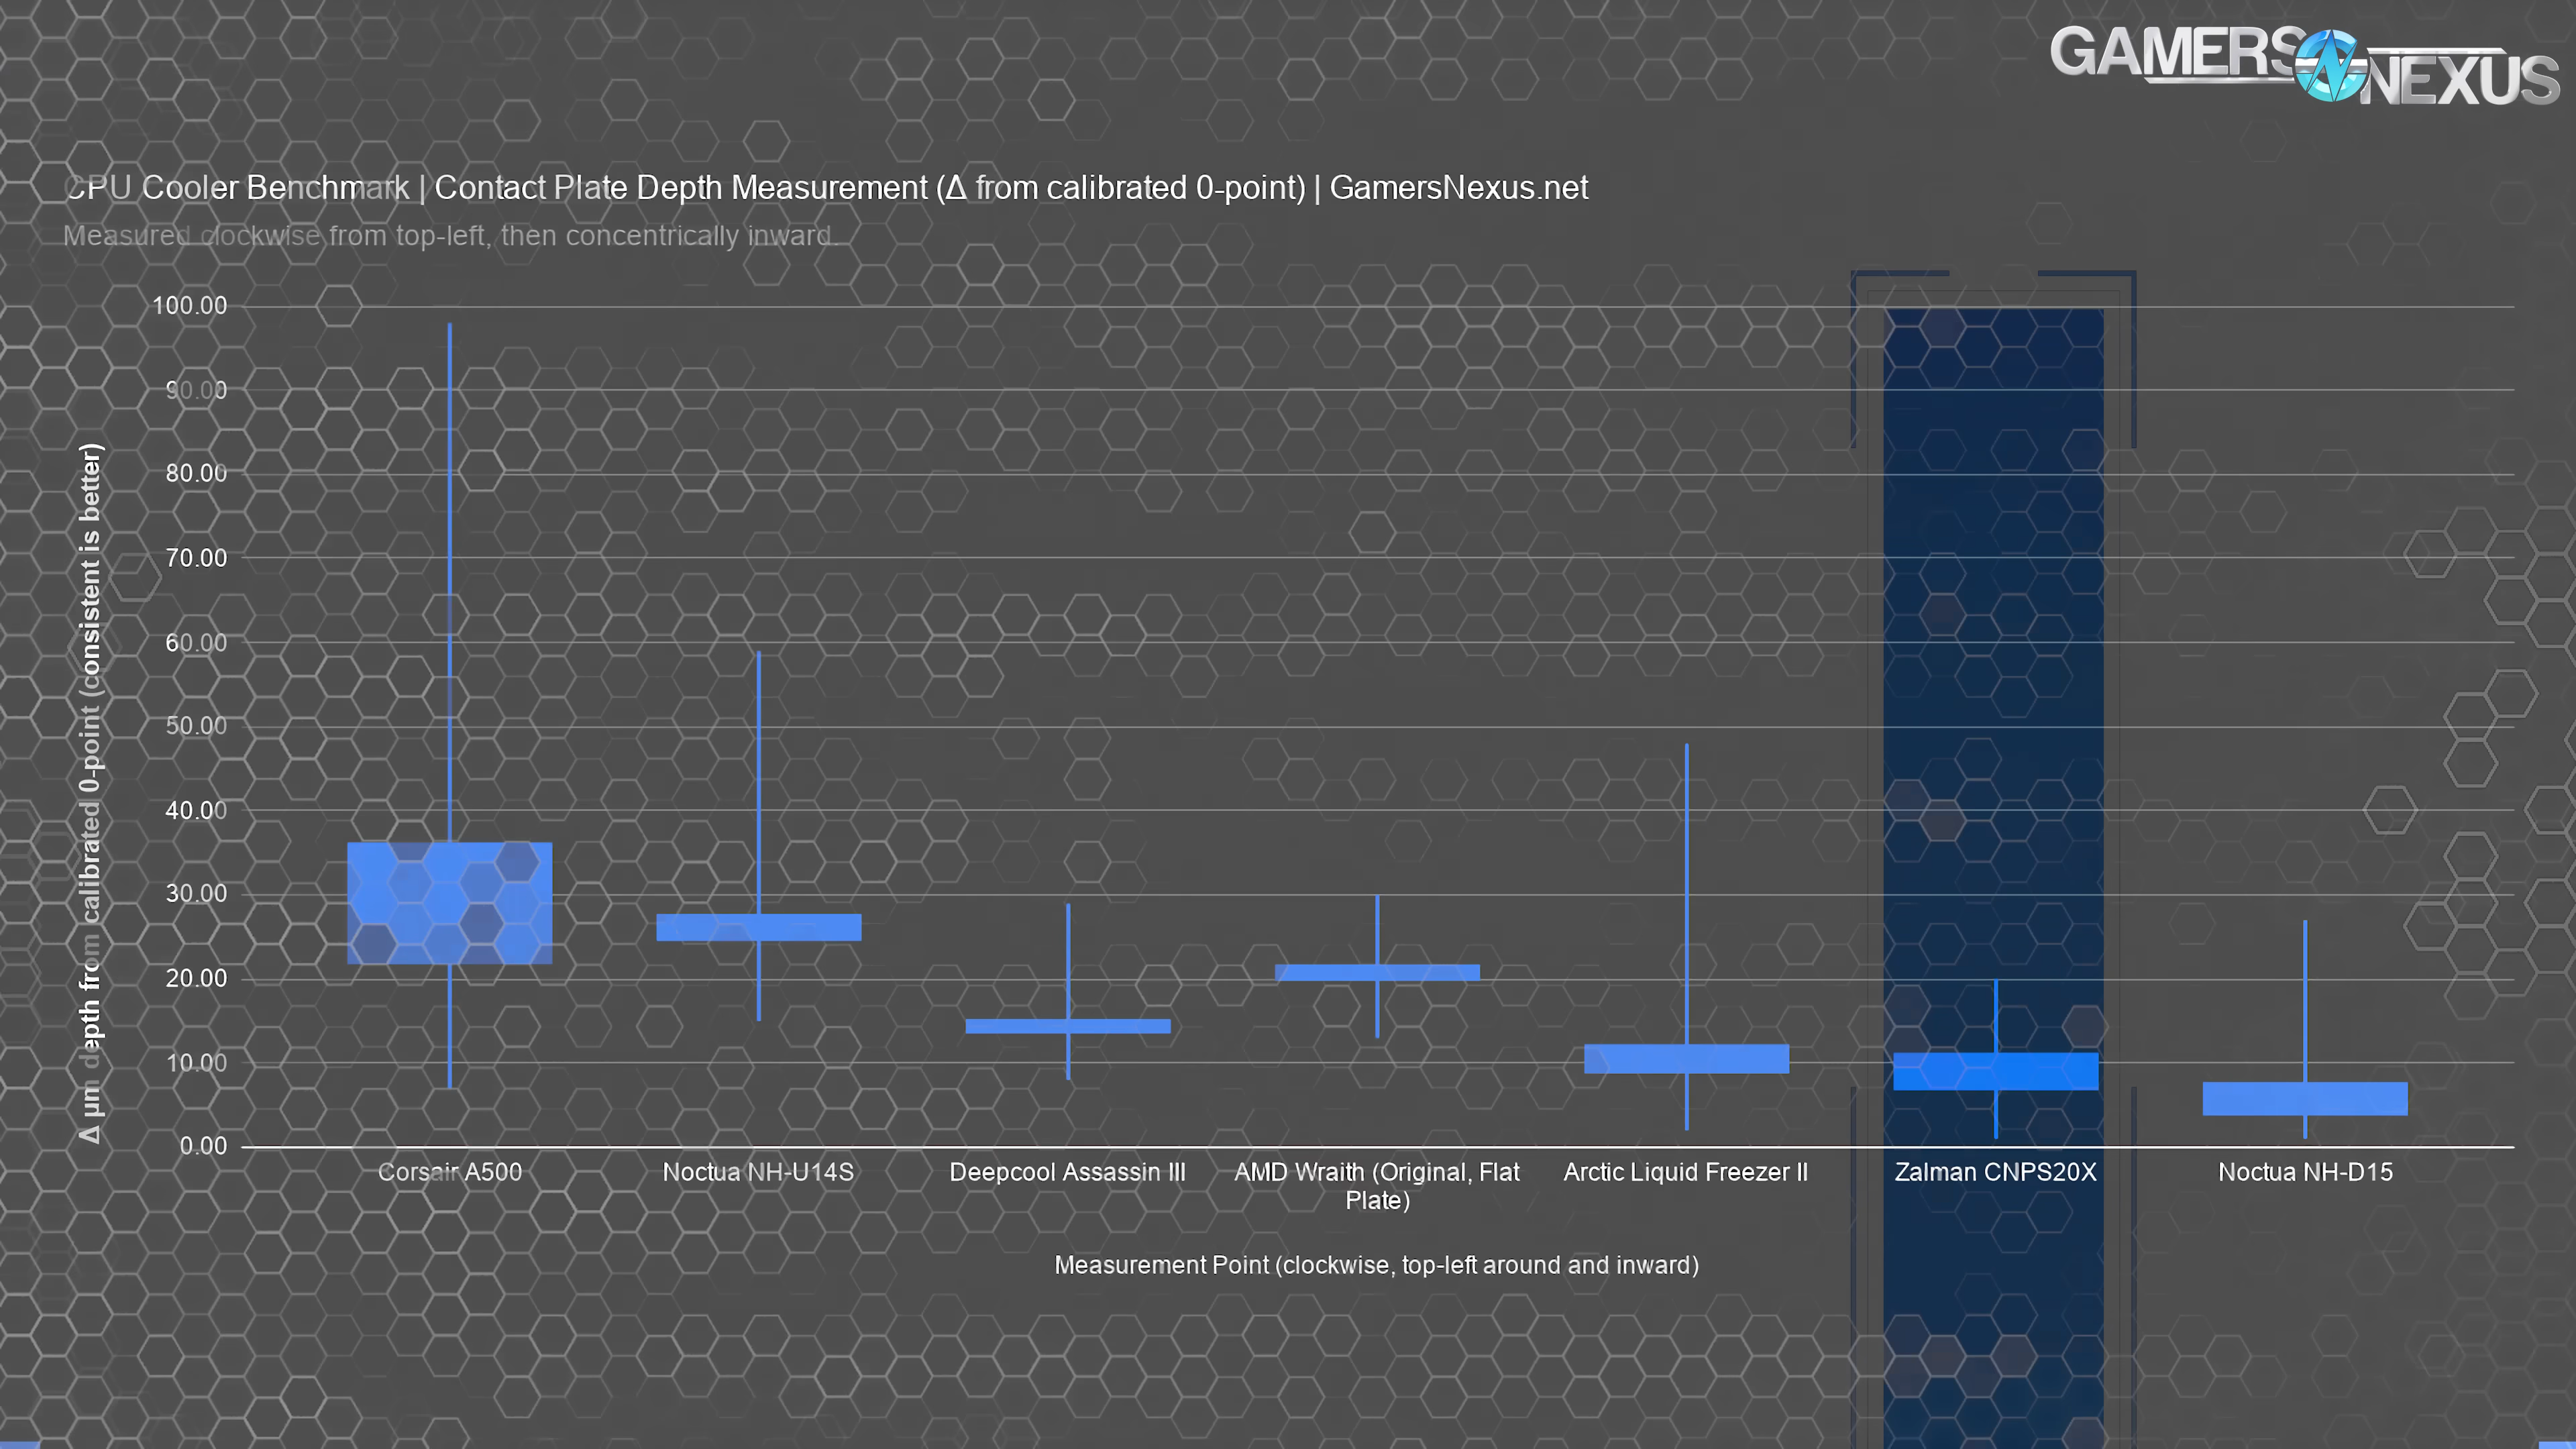 GAMERS NEXUS
CPU Cooler Benchmark | Contact Plate Depth Measurement (Δ from calibrated 0-point) | GamersNexus.net
Measured clockwise from top-left, then concentrically inward.
Δ μm depth from calibrated 0-point (consistent is better)
100.00
90.00
80.00
70.00
60.00
50.00
40.00
30.00
20.00
10.00
0.00
Corsair A500
Noctua NH-U14S
Deepcool Assassin III
AMD Wraith (Original, Flat
Plate)
Arctic Liquid Freezer II
Zalman CNPS20X
Noctua NH-D15
Measurement Point (clockwise, top-left around and inward)